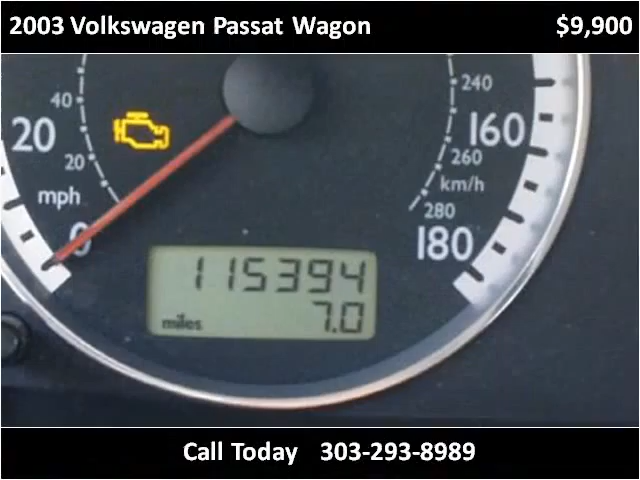 2003 Volkswagen Passat Wagon $9,900
40
240
20
160
20
260
mph
km/h
280
0
180
115394
miles 7.0
Call Today 303-293-8989